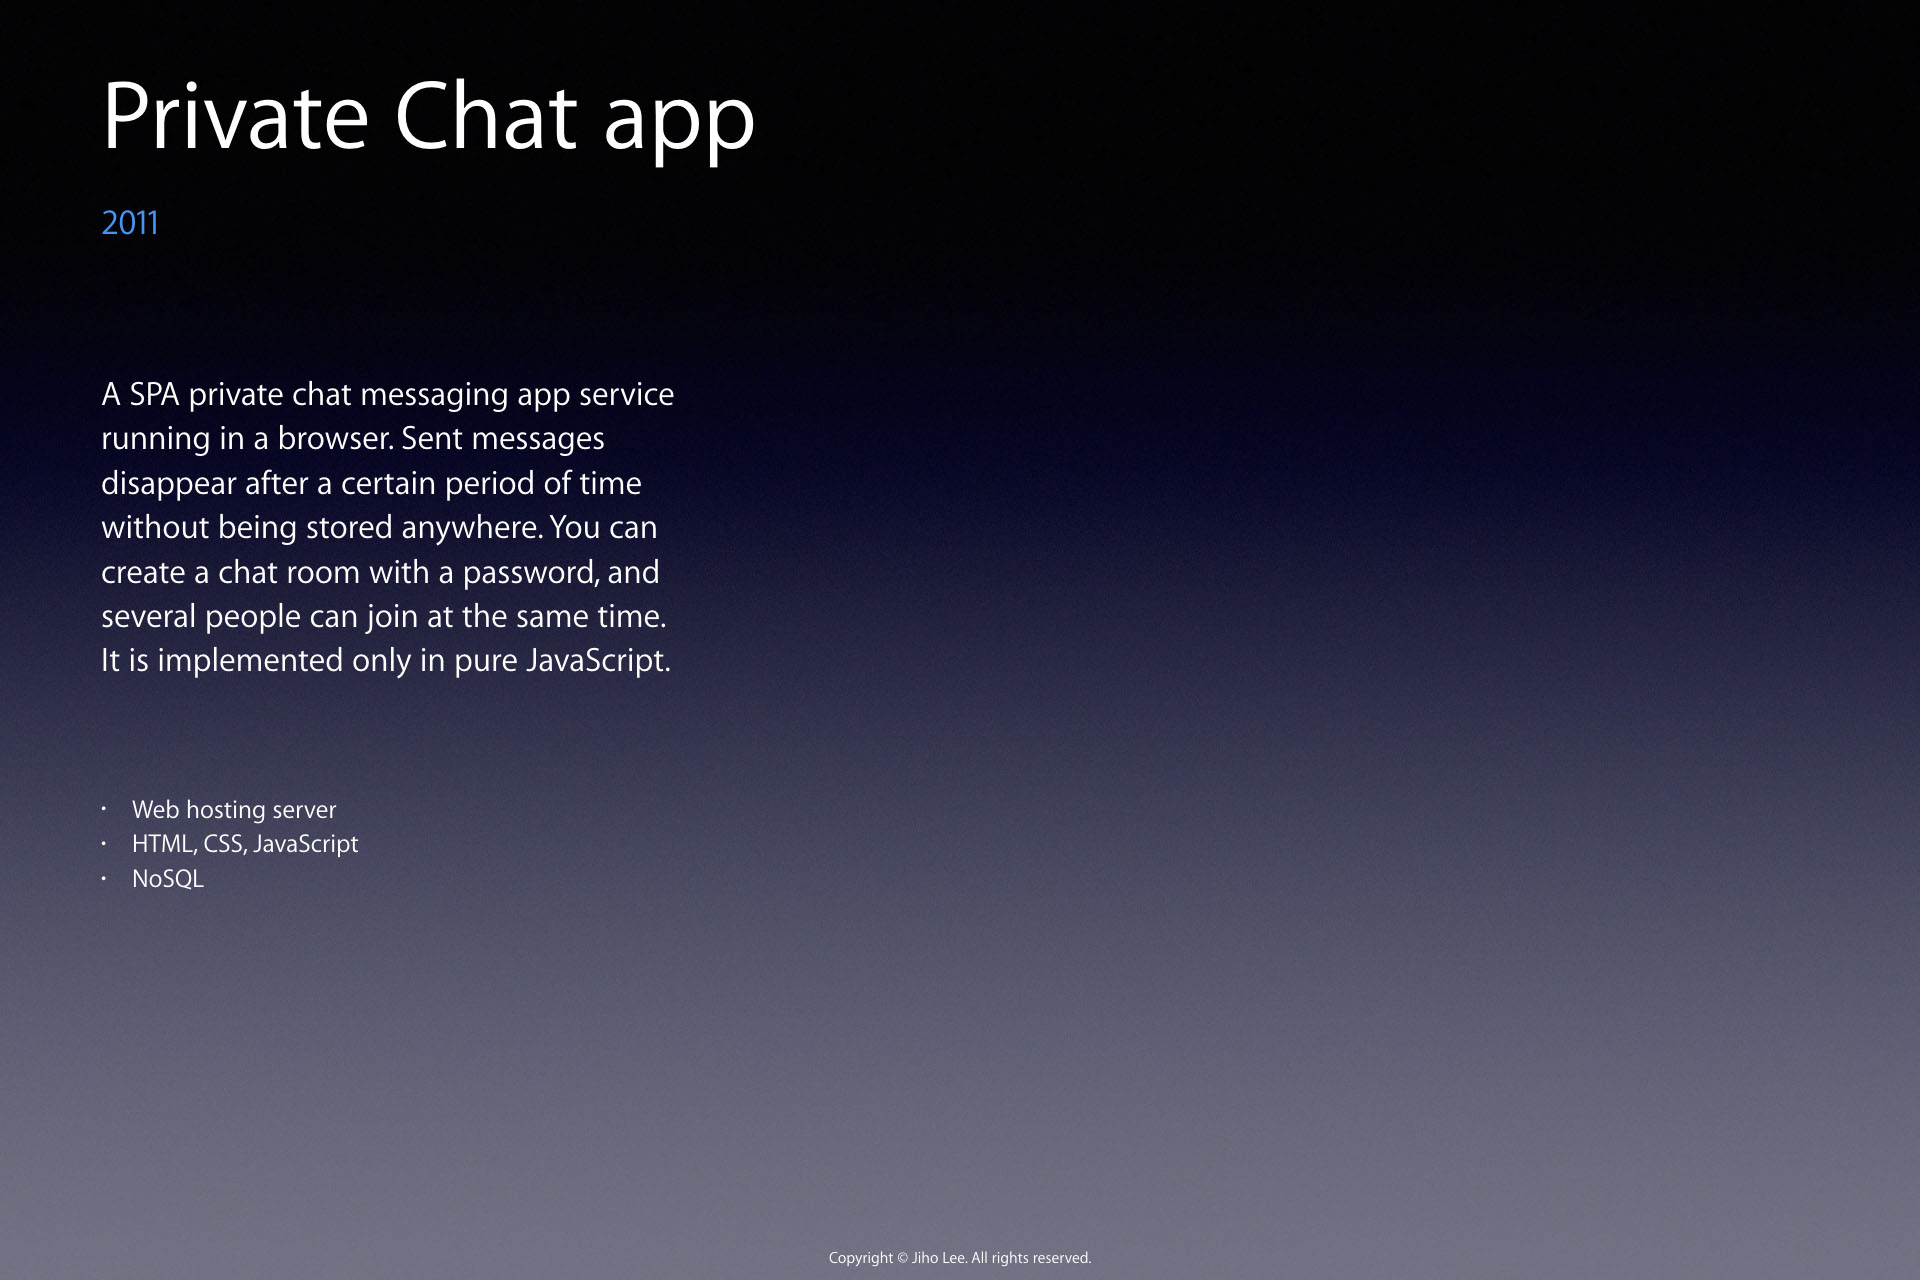 Private Chat app
2011
A SPA private chat messaging app service
running in a browser. Sent messages
disappear after a certain period of time
without being stored anywhere. You can
create a chat room with a password, and
several people can join at the same time.
It is implemented only in pure JavaScript.
• Web hosting server
• HTML, CSS, JavaScript
• NoSQL
Copyright © Jiho Lee. All rights reserved.